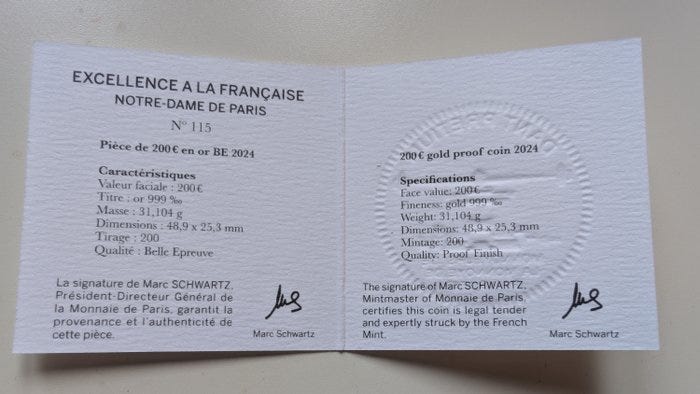 EXCELLENCE A LA FRANÇAISE
NOTRE-DAME DE PARIS
N° 115
Pièce de 200 € en or BE 2024
Caractéristiques
Valeur faciale : 200 €
Titre : or 999 ‰
Masse : 31,104 g
Dimensions : 48,9 x 25,3 mm
Tirage : 200
Qualité : Belle Epreuve
La signature de Marc SCHWARTZ,
Président-Directeur Général de
la Monnaie de Paris, garantit la
provenance et l'authenticité de
cette pièce.
Marc Schwartz
200 € gold proof coin 2024
Specifications
Face value: 200 €
Fineness: gold 999 ‰
Weight: 31,104 g
Dimensions: 48,9 x 25,3 mm
Mintage: 200
Quality: Proof Finish
The signature of Marc SCHWARTZ,
Mintmaster of Monnaie de Paris,
certifies this coin is legal tender
and expertly struck by the French
Mint.
Marc Schwartz